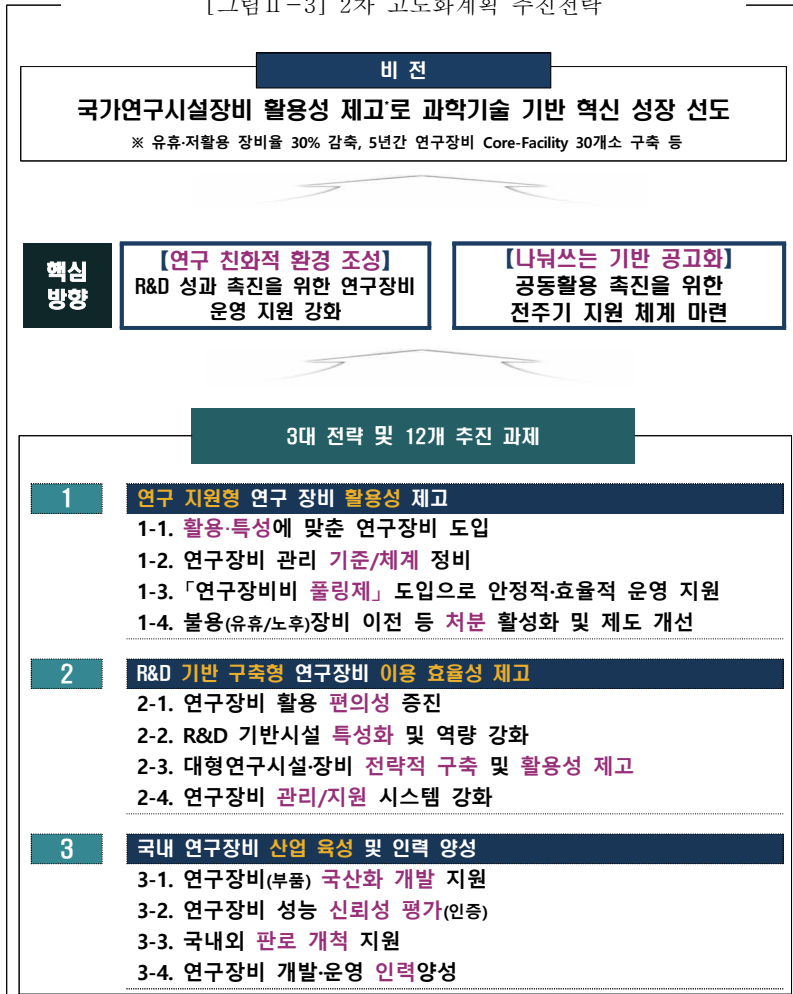 [그림Ⅱ-3] 2차 고도화계획 추진전략
비 전
국가연구시설장비 활용성 제고*로 과학기술 기반 혁신 성장 선도
※ 유휴·저활용 장비율 30% 감축, 5년간 연구장비 Core-Facility 30개소 구축 등
핵심
방향
【연구 친화적 환경 조성】
R&D 성과 촉진을 위한 연구장비
운영 지원 강화
【나눠쓰는 기반 공고화】
공동활용 촉진을 위한
전주기 지원 체계 마련
3대 전략 및 12개 추진 과제
1
연구 지원형 연구 장비 활용성 제고
1-1. 활용·특성에 맞춘 연구장비 도입
1-2. 연구장비 관리 기준/체계 정비
1-3. 「연구장비비 풀링제」 도입으로 안정적·효율적 운영 지원
1-4. 불용(유휴/노후)장비 이전 등 처분 활성화 및 제도 개선
2
R&D 기반 구축형 연구장비 이용 효율성 제고
2-1. 연구장비 활용 편의성 증진
2-2. R&D 기반시설 특성화 및 역량 강화
2-3. 대형연구시설·장비 전략적 구축 및 활용성 제고
2-4. 연구장비 관리/지원 시스템 강화
3
국내 연구장비 산업 육성 및 인력 양성
3-1. 연구장비(부품) 국산화 개발 지원
3-2. 연구장비 성능 신뢰성 평가(인증)
3-3. 국내외 판로 개척 지원
3-4. 연구장비 개발·운영 인력양성